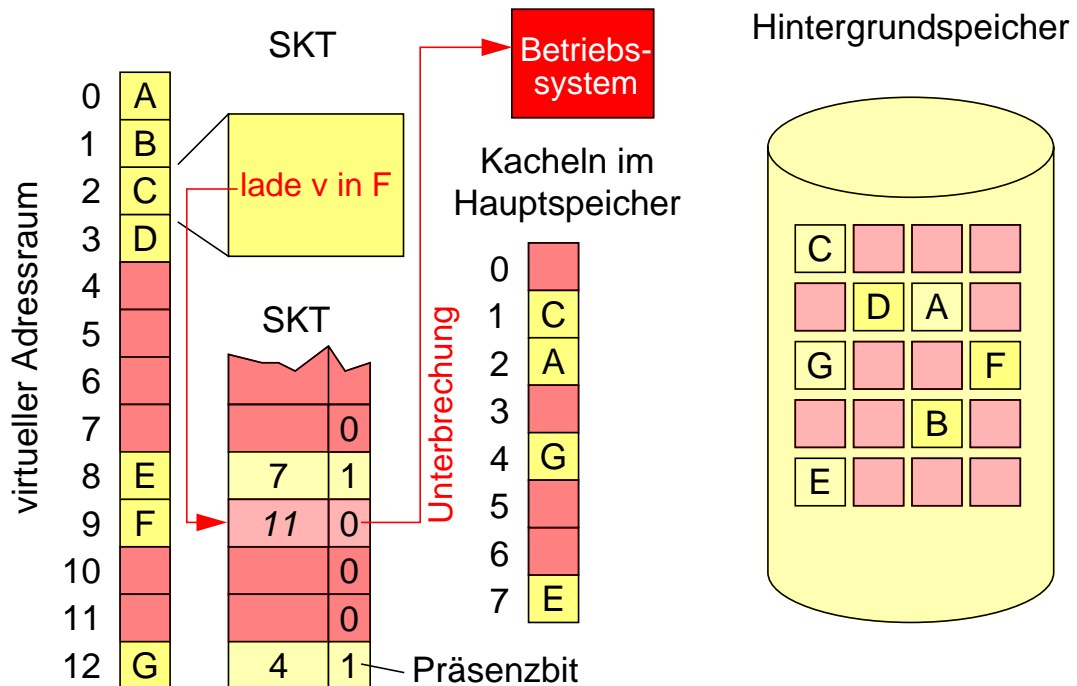 SKT
Betriebs-
system
Hintergrundspeicher
virtueller Adressraum
0 A
1 B
2 C
3 D
4
5
6
7
8 E
9 F
10
11
12 G
lade v in F
SKT
0
7 1
11 0
0
0
4 1
Präsenzbit
Unterbrechung
Kacheln im
Hauptspeicher
0
1 C
2 A
3
4 G
5
6
7 E
C
D A
G F
B
E